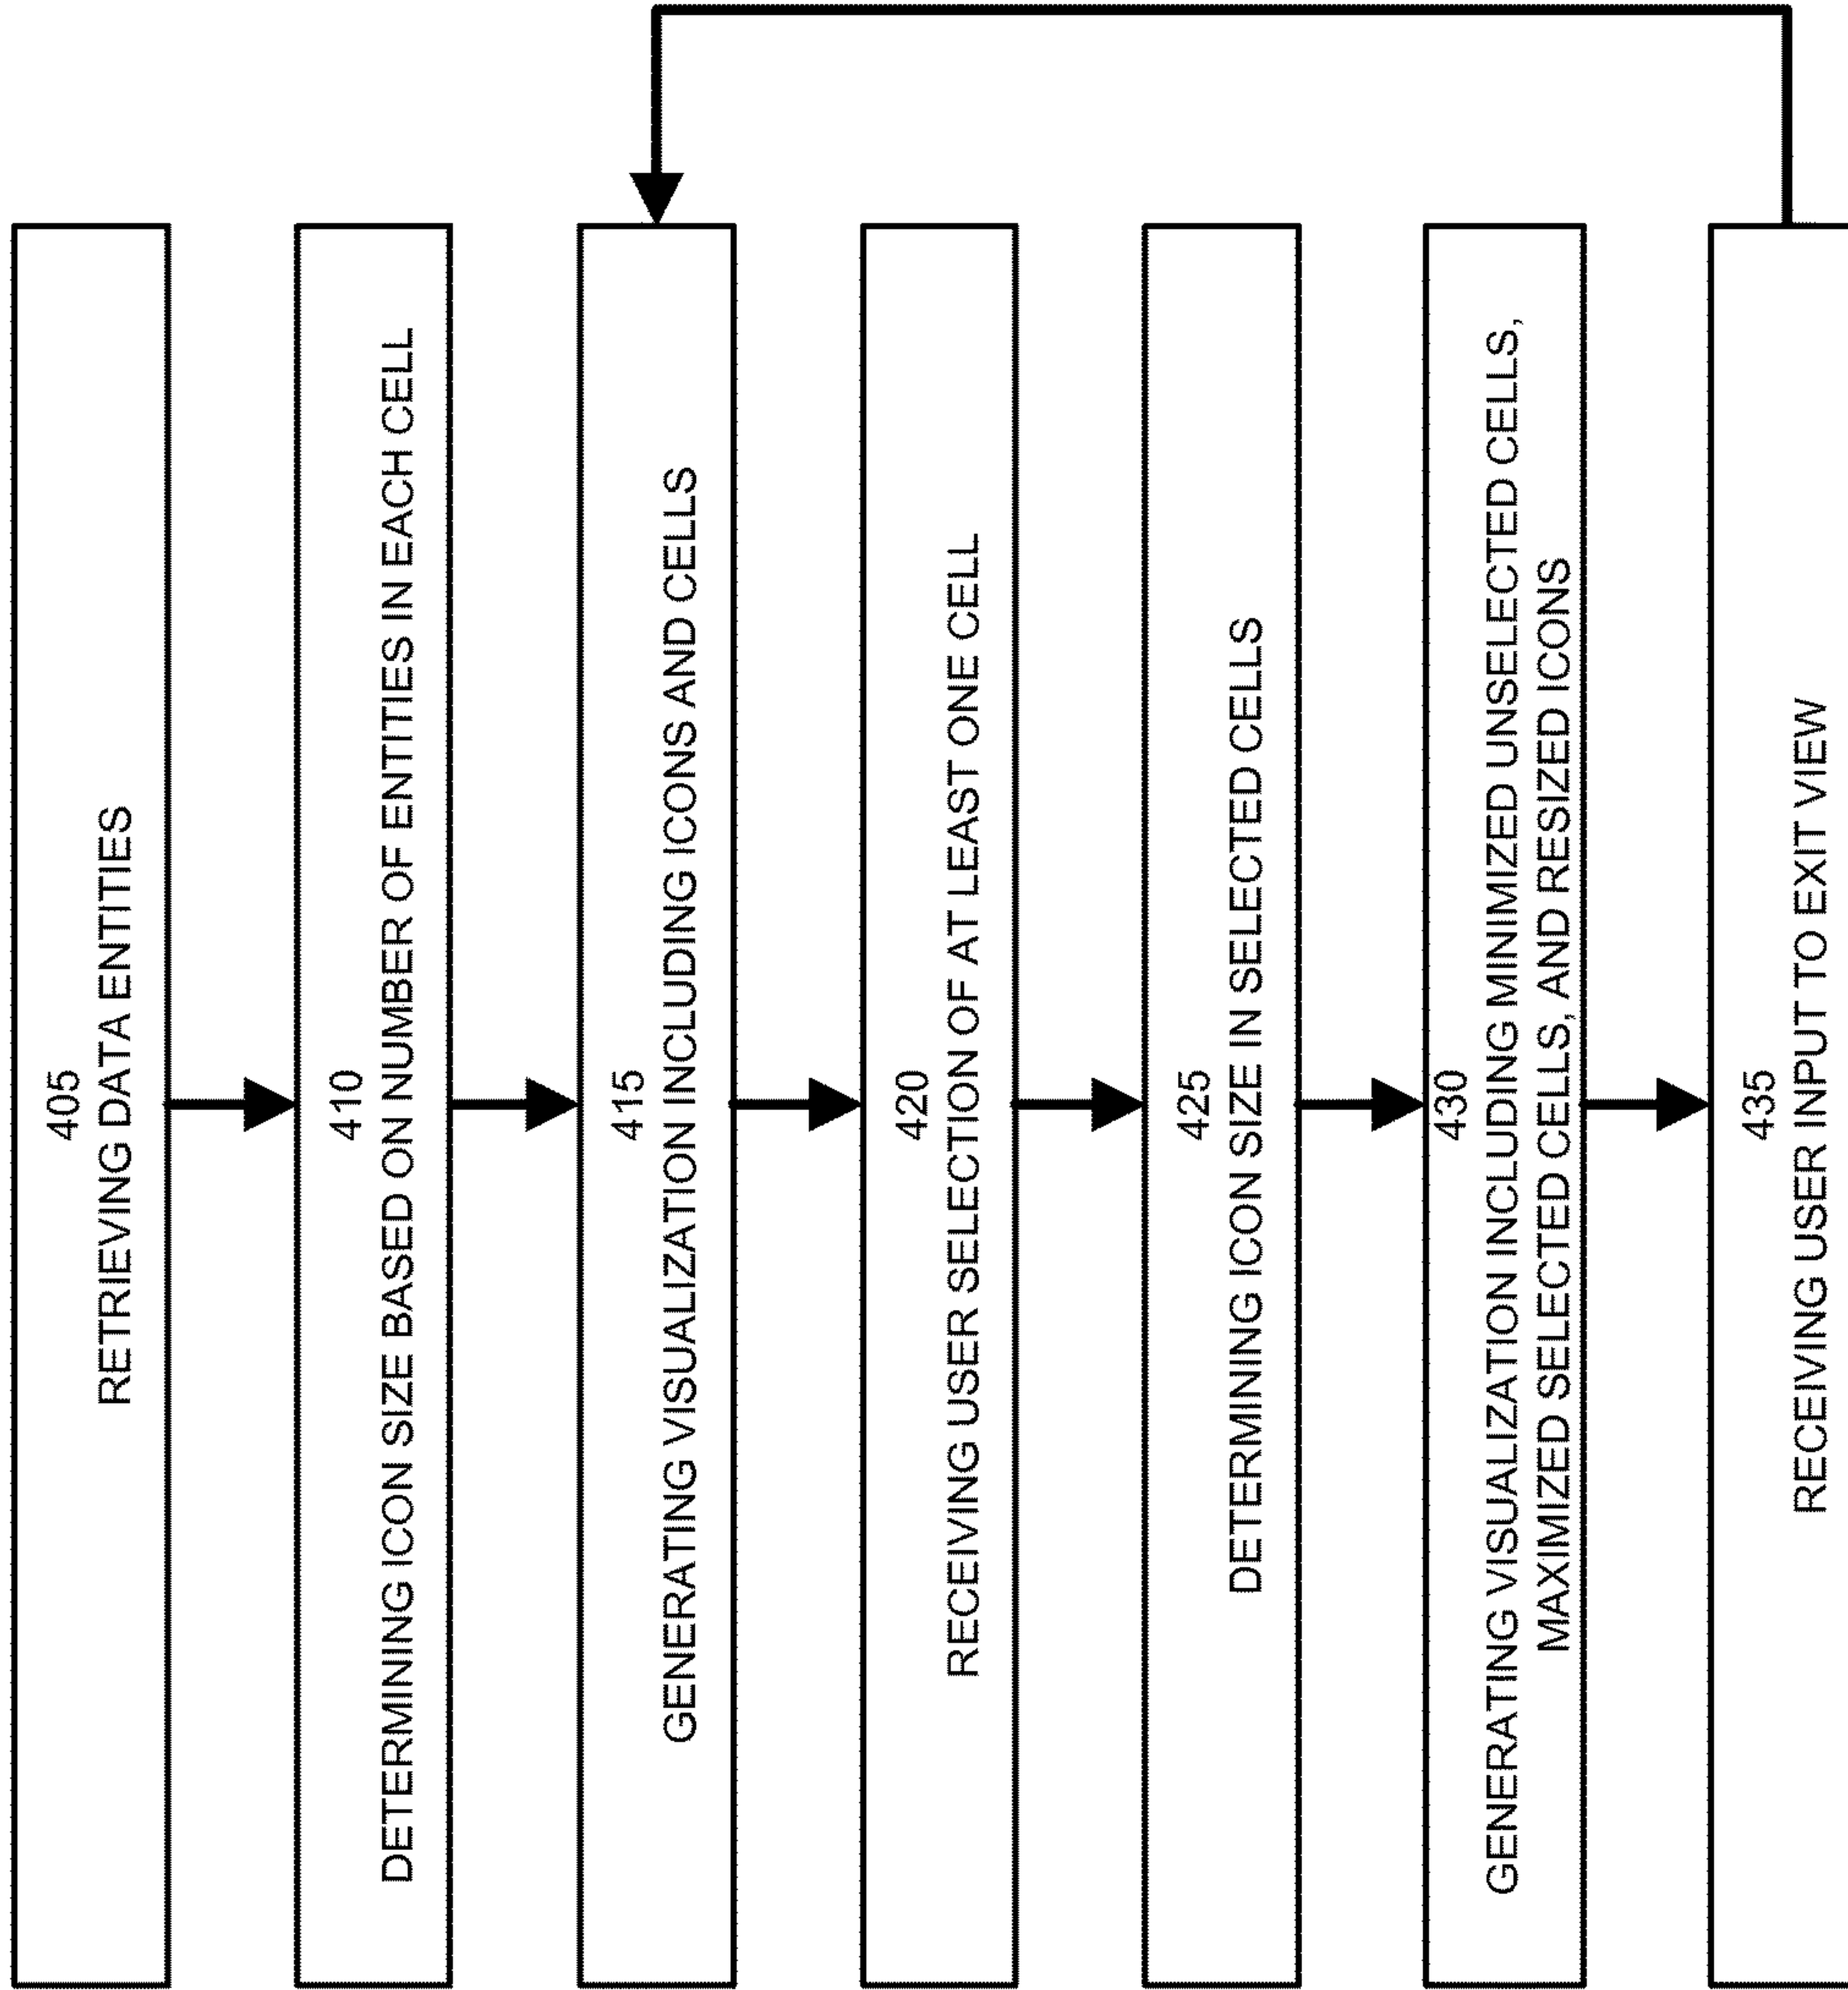 405
RETRIEVING DATA ENTITIES
410
DETERMINING ICON SIZE BASED ON NUMBER OF ENTITIES IN EACH CELL
415
GENERATING VISUALIZATION INCLUDING ICONS AND CELLS
420
RECEIVING USER SELECTION OF AT LEAST ONE CELL
425
DETERMINING ICON SIZE IN SELECTED CELLS
430
GENERATING VISUALIZATION INCLUDING MINIMIZED UNSELECTED CELLS,
MAXIMIZED SELECTED CELLS, AND RESIZED ICONS
435
RECEIVING USER INPUT TO EXIT VIEW